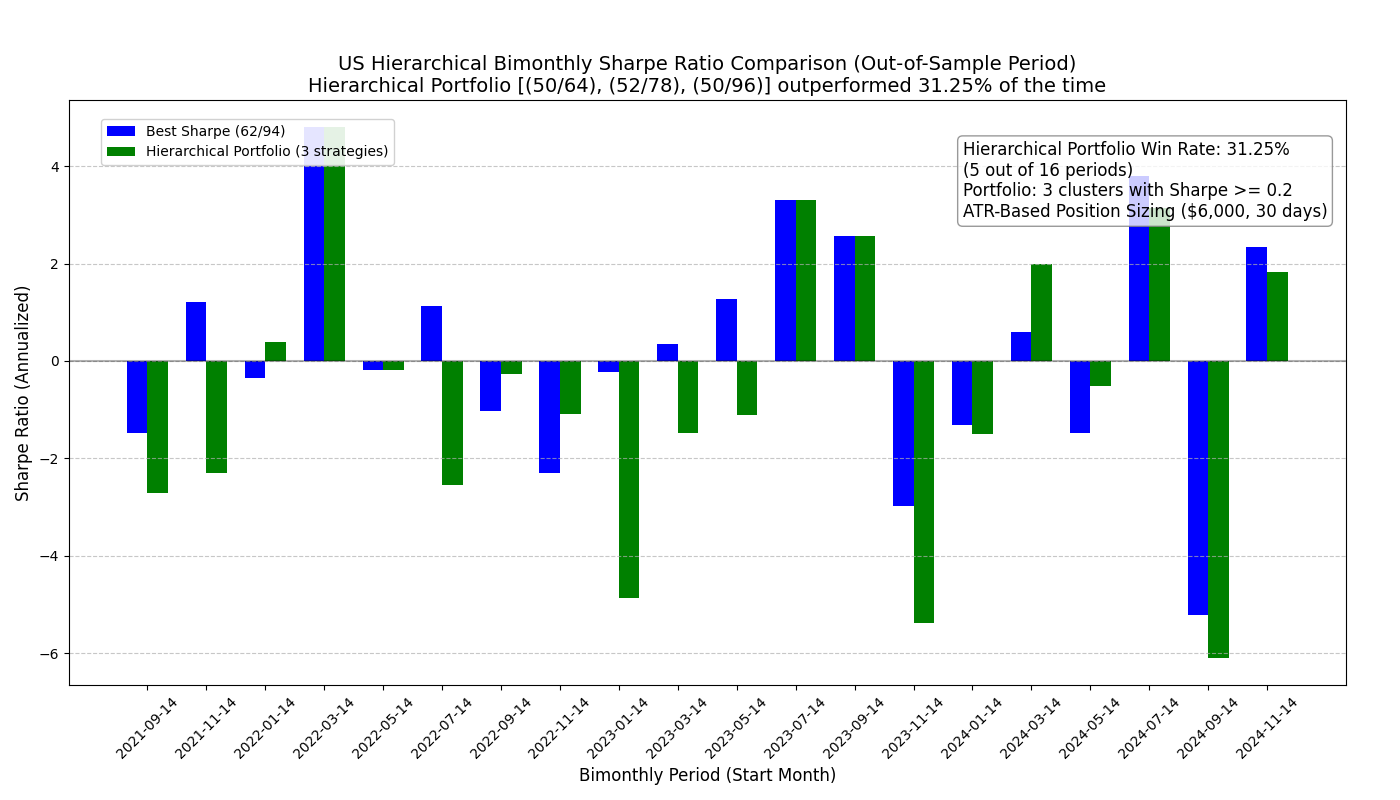 US Hierarchical Bimonthly Sharpe Ratio Comparison (Out-of-Sample Period)
Hierarchical Portfolio [(50/64), (52/78), (50/96)] outperformed 31.25% of the time
Best Sharpe (62/94)
Hierarchical Portfolio (3 strategies)
Hierarchical Portfolio Win Rate: 31.25%
(5 out of 16 periods)
Portfolio: 3 clusters with Sharpe >= 0.2
ATR-Based Position Sizing ($6,000, 30 days)
Sharpe Ratio (Annualized)
4
2
0
−2
−4
−6
2021-09-14
2021-11-14
2022-01-14
2022-03-14
2022-05-14
2022-07-14
2022-09-14
2022-11-14
2023-01-14
2023-03-14
2023-05-14
2023-07-14
2023-09-14
2023-11-14
2024-01-14
2024-03-14
2024-05-14
2024-07-14
2024-09-14
2024-11-14
Bimonthly Period (Start Month)